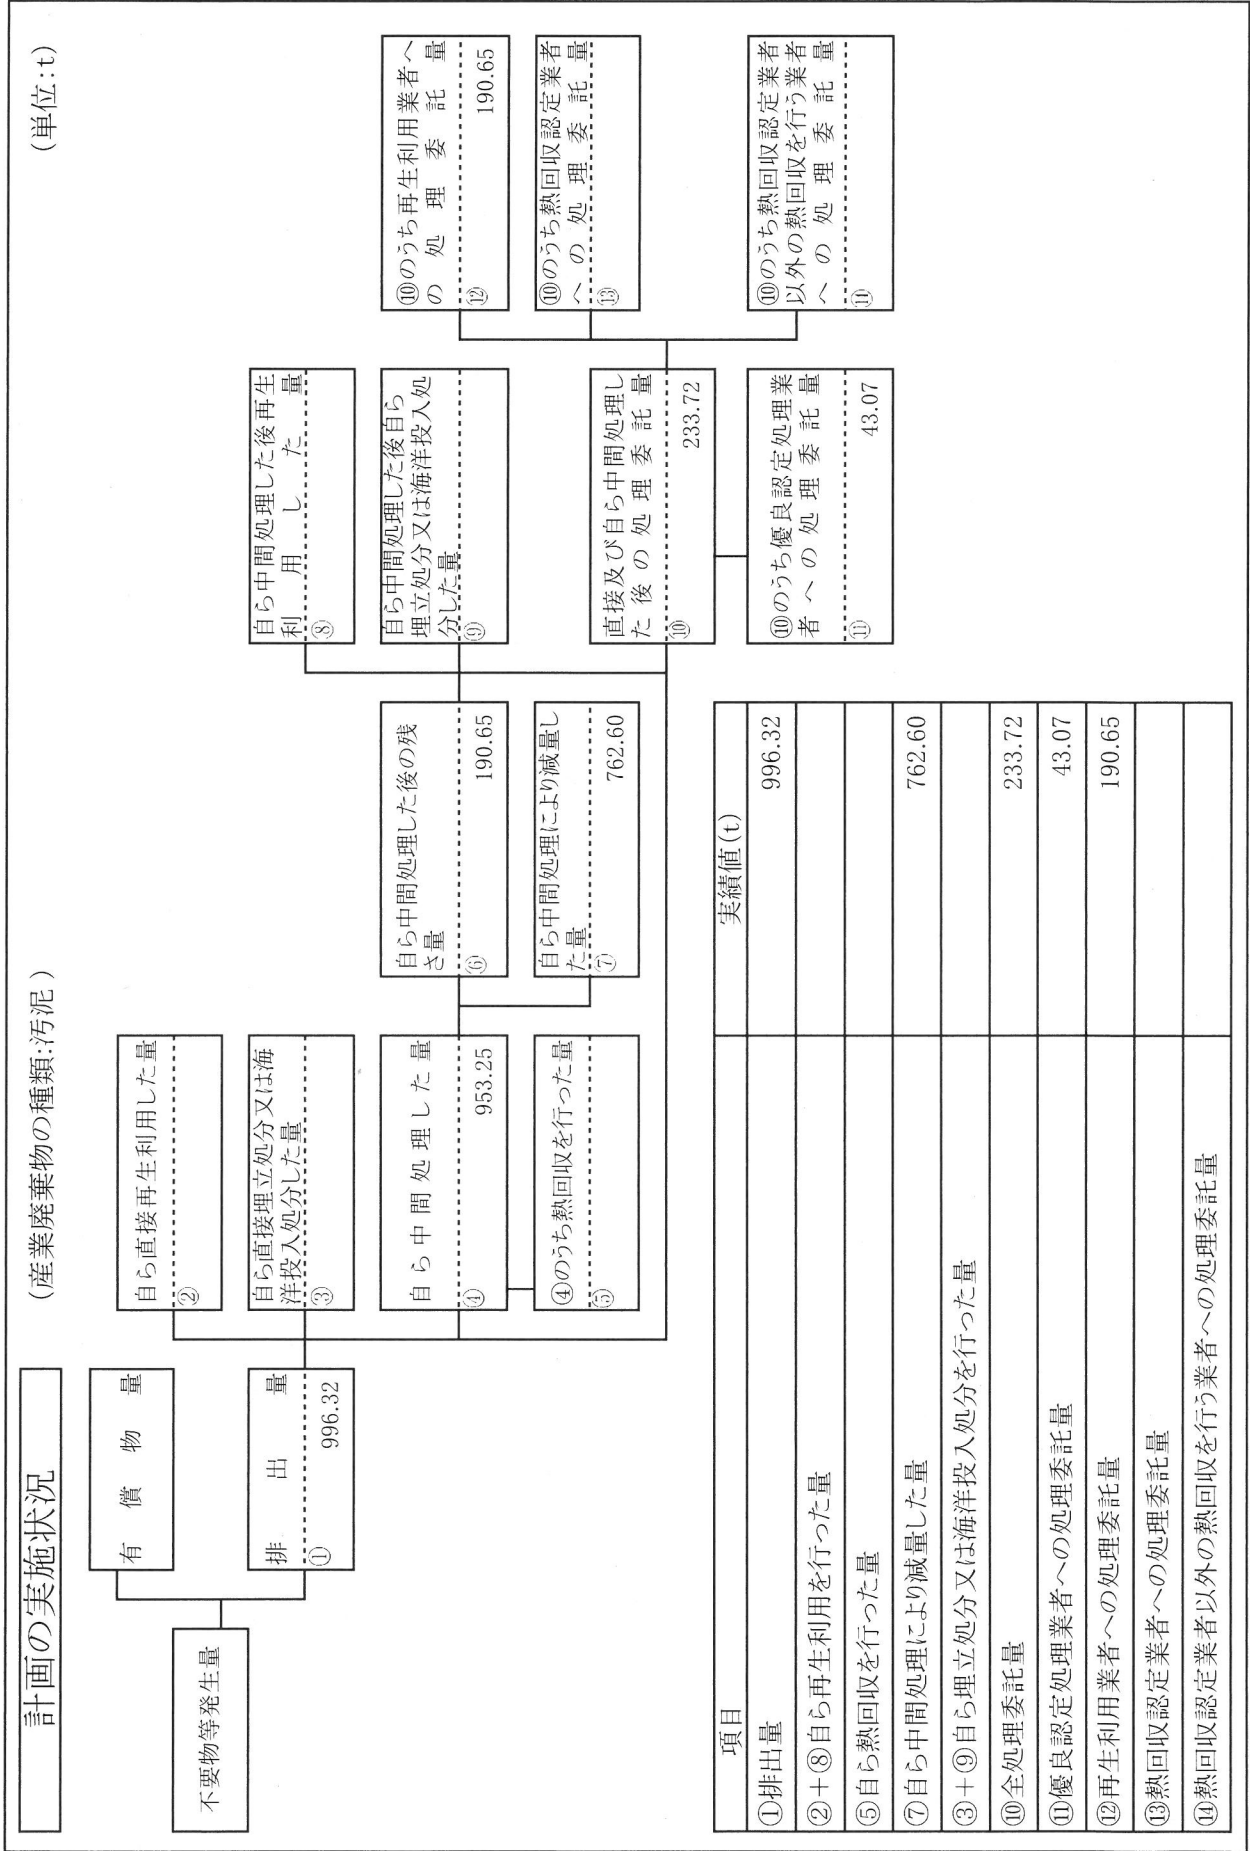 計画の実施状況
(産業廃棄物の種類:汚泥)
(単位:t)
不要物等発生量
有償物量
排出量
①
996.32
自ら直接再生利用した量
②
自ら直接埋立処分又は海
洋投入処分した量
③
自ら中間処理した量
④
953.25
④のうち熱回収を行った量
⑤
自ら中間処理した後の残
さ量
⑥
190.65
自ら中間処理により減量し
た量
⑦
762.60
自ら中間処理した後再生
利用した量
⑧
自ら中間処理した後自ら
埋立処分又は海洋投入処
分した量
⑨
直接及び自ら中間処理し
た後の処理委託量
⑩
233.72
⑩のうち優良認定処理業
者への処理委託量
⑪
43.07
⑩のうち再生利用業者へ
の処理委託量
⑫
190.65
⑩のうち熱回収認定業者
への処理委託量
⑬
⑩のうち熱回収認定業者
以外の熱回収を行う業者
への処理委託量
⑭
項目 実績値(t)
①排出量 996.32
②+⑧自ら再生利用を行った量
⑤自ら熱回収を行った量
⑦自ら中間処理により減量した量 762.60
③+⑨自ら埋立処分又は海洋投入処分を行った量
⑩全処理委託量 233.72
⑪優良認定処理業者への処理委託量 43.07
⑫再生利用業者への処理委託量 190.65
⑬熱回収認定業者への処理委託量
⑭熱回収認定業者以外の熱回収を行う業者への処理委託量